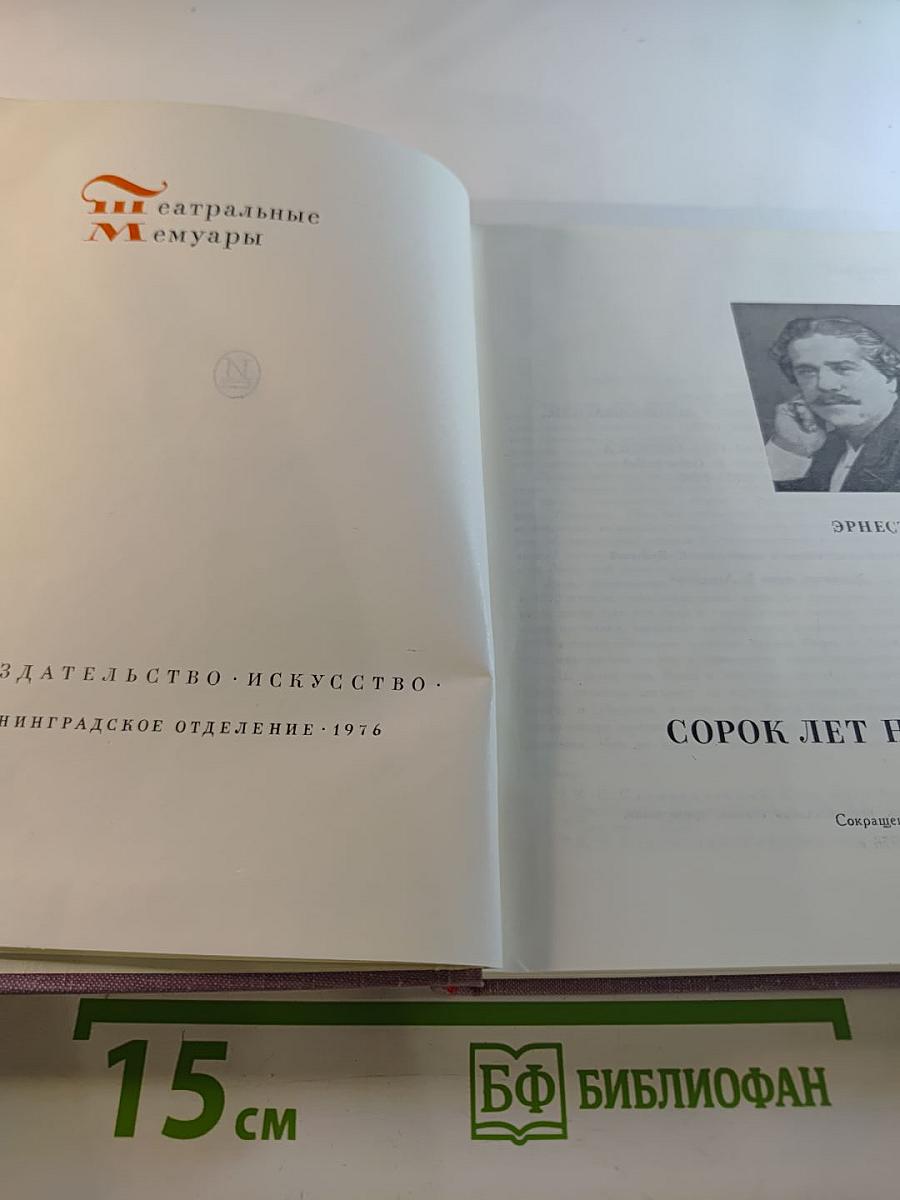 Театральные
Мемуары
N
ЗДАТЕЛЬСТВО · ИСКУССТВО ·
НИНГРАДСКОЕ ОТДЕЛЕНИЕ · 1976
ЭРНЕСТ
СОРОК ЛЕТ Н
Сокращен
15 см
БФ БИБЛИОФАН